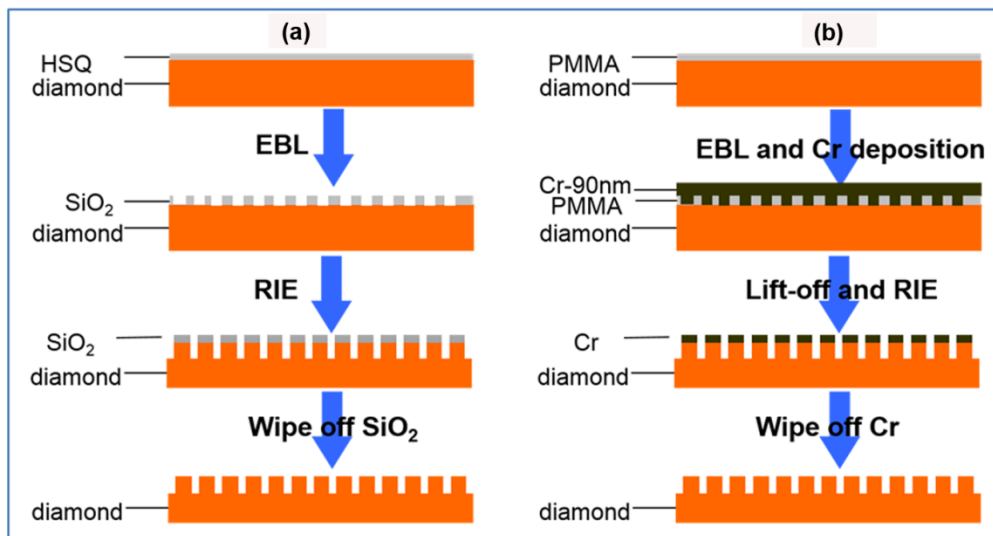 (a)
HSQ
diamond
EBL
SiO₂
diamond
RIE
SiO₂
diamond
Wipe off SiO₂
diamond
(b)
PMMA
diamond
EBL and Cr deposition
Cr-90nm
PMMA
diamond
Lift-off and RIE
Cr
diamond
Wipe off Cr
diamond